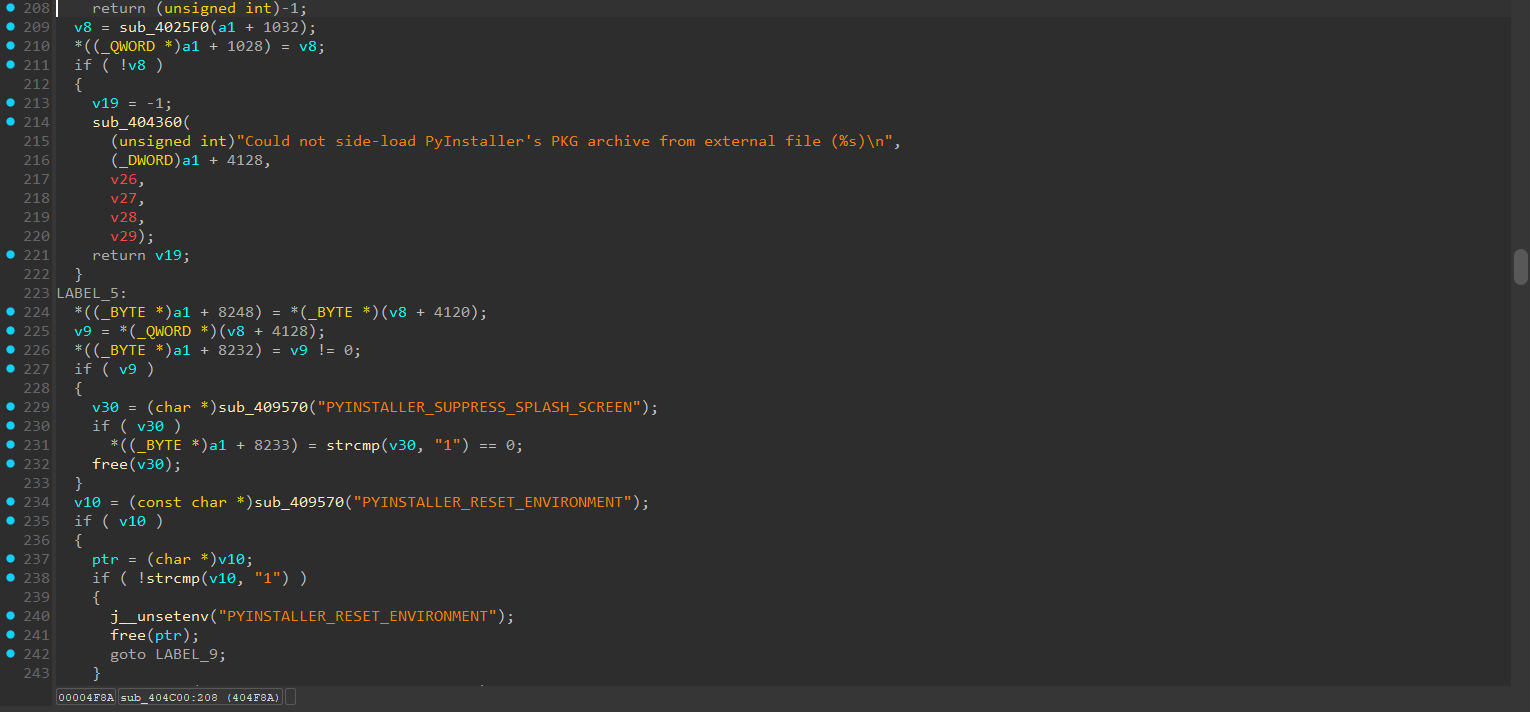 208     return (unsigned int)-1;
209   v8 = sub_4025F0(a1 + 1032);
210   *((_QWORD *)a1 + 1028) = v8;
211   if ( !v8 )
212   {
213     v19 = -1;
214     sub_404360(
215       (unsigned int)"Could not side-load PyInstaller's PKG archive from external file (%s)\n",
216       (_DWORD)a1 + 4128,
217       v26,
218       v27,
219       v28,
220       v29);
221     return v19;
222   }
223 LABEL_5:
224   *((_BYTE *)a1 + 8248) = *(_BYTE *)(v8 + 4120);
225   v9 = *(_QWORD *)(v8 + 4128);
226   *((_BYTE *)a1 + 8232) = v9 != 0;
227   if ( v9 )
228   {
229     v30 = (char *)sub_409570("PYINSTALLER_SUPPRESS_SPLASH_SCREEN");
230     if ( v30 )
231       *((_BYTE *)a1 + 8233) = strcmp(v30, "1") == 0;
232     free(v30);
233   }
234   v10 = (const char *)sub_409570("PYINSTALLER_RESET_ENVIRONMENT");
235   if ( v10 )
236   {
237     ptr = (char *)v10;
238     if ( !strcmp(v10, "1") )
239     {
240       j__unsetenv("PYINSTALLER_RESET_ENVIRONMENT");
241       free(ptr);
242       goto LABEL_9;
243     }
00004F8A sub_404C00:208 (404F8A)